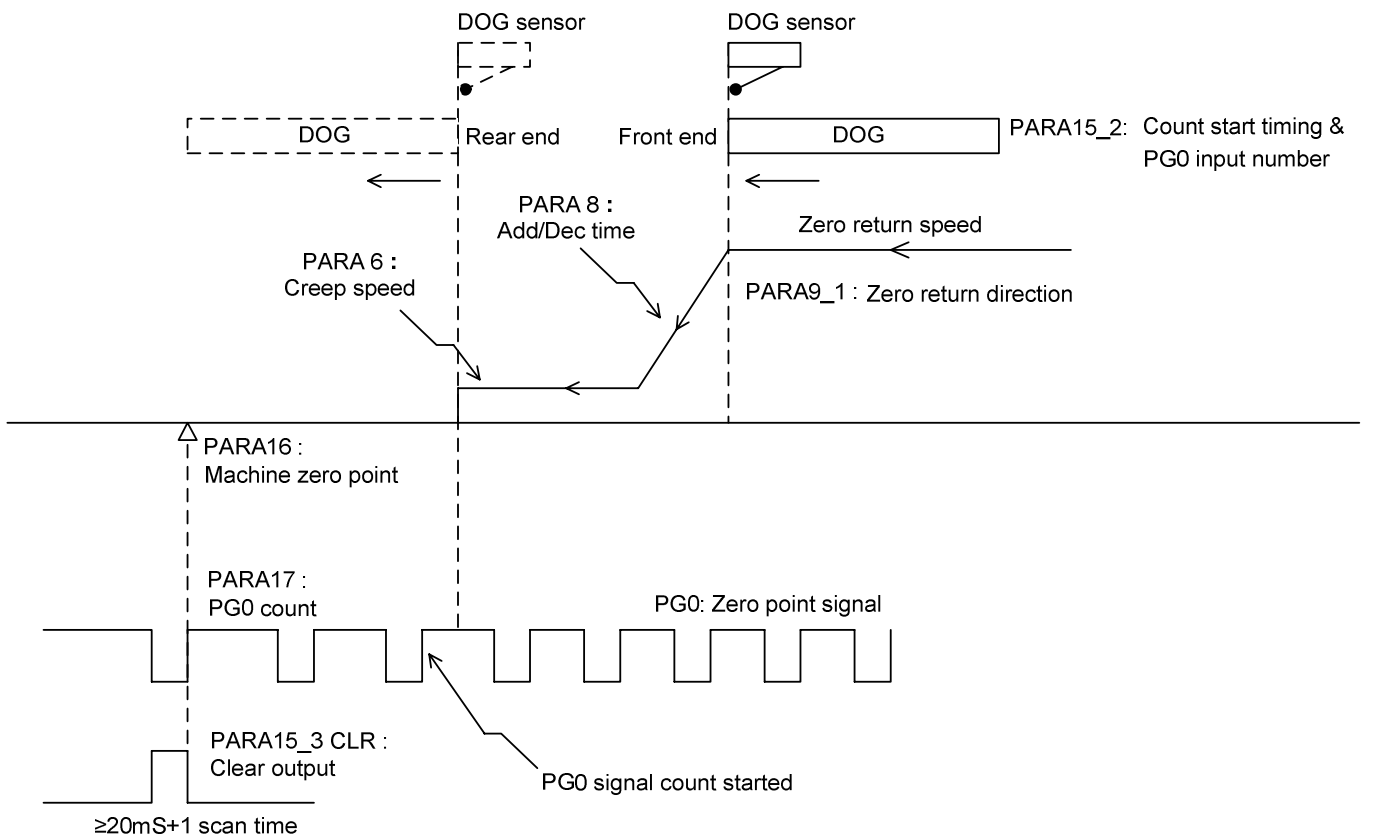 DOG sensor
DOG sensor
DOG
Rear end
Front end
DOG
PARA15_2: Count start timing &
PG0 input number
PARA 8 :
Add/Dec time
Zero return speed
PARA 6 :
Creep speed
PARA9_1 : Zero return direction
PARA16 :
Machine zero point
PARA17 :
PG0 count
PG0: Zero point signal
PARA15_3 CLR :
Clear output
PG0 signal count started
≥20mS+1 scan time